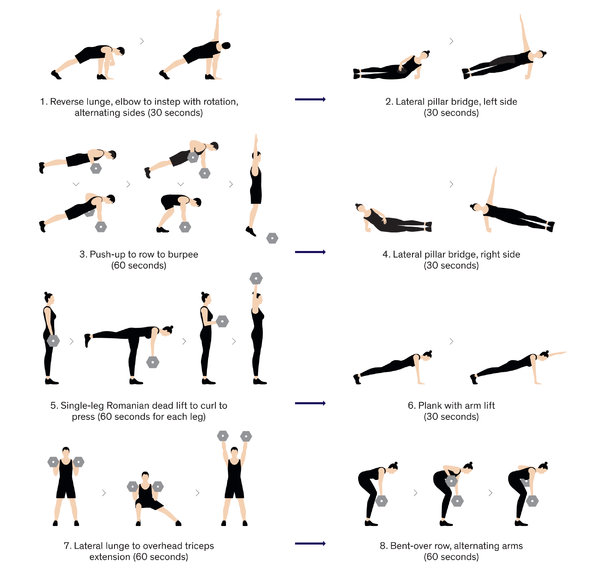 1. Reverse lunge, elbow to instep with rotation,
alternating sides (30 seconds)
2. Lateral pillar bridge, left side
(30 seconds)
3. Push-up to row to burpee
(60 seconds)
4. Lateral pillar bridge, right side
(30 seconds)
5. Single-leg Romanian dead lift to curl to
press (60 seconds for each leg)
6. Plank with arm lift
(30 seconds)
7. Lateral lunge to overhead triceps
extension (60 seconds)
8. Bent-over row, alternating arms
(60 seconds)